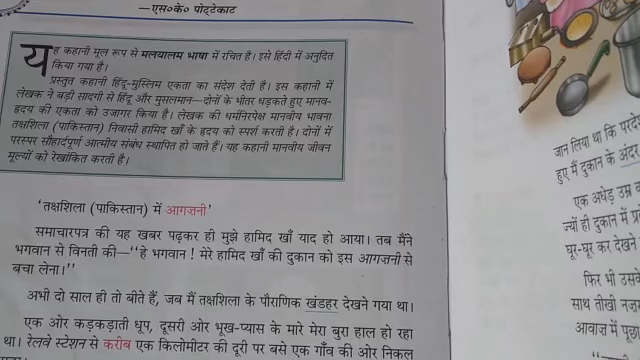 —एस०के० पोट्टेकाट
यह कहानी मूल रूप से मलयालम भाषा में रचित है। इसे हिंदी में अनुदित
किया गया है।
प्रस्तुत कहानी हिंदू-मुस्लिम एकता का संदेश देती है। इस कहानी में
लेखक ने बड़ी सादगी से हिंदू और मुसलमान—दोनों के भीतर धड़कते हुए मानव-
हृदय की एकता को उजागर किया है। लेखक की धर्मनिरपेक्ष मानवीय भावना
तक्षशिला (पाकिस्तान) निवासी हामिद खाँ के हृदय को स्पर्श करती है। दोनों में
परस्पर सौहार्दपूर्ण आत्मीय संबंध स्थापित हो जाते हैं। यह कहानी मानवीय जीवन
मूल्यों को रेखांकित करती है।
'तक्षशिला (पाकिस्तान) में आगज़नी'
समाचारपत्र की यह खबर पढ़कर ही मुझे हामिद खाँ याद हो आया। तब मैंने
भगवान से विनती की—"हे भगवान! मेरे हामिद खाँ की दुकान को इस आगज़नी से
बचा लेना।"
अभी दो साल ही तो बीते हैं, जब मैं तक्षशिला के पौराणिक खंडहर देखने गया था।
एक ओर कड़कड़ाती धूप, दूसरी ओर भूख-प्यास के मारे मेरा बुरा हाल हो रहा
था। रेलवे स्टेशन से करीब एक किलोमीटर की दूरी पर बसे एक गाँव की ओर निकल
जान लिया था कि परदे
हुए मैं दुकान के अंदर
एक अधेड़ उम्र
ज्यों ही दुकान में
घूर-घूर कर देखने
फिर भी उस
साथ तीखी नज़
आवाज़ में पूछा